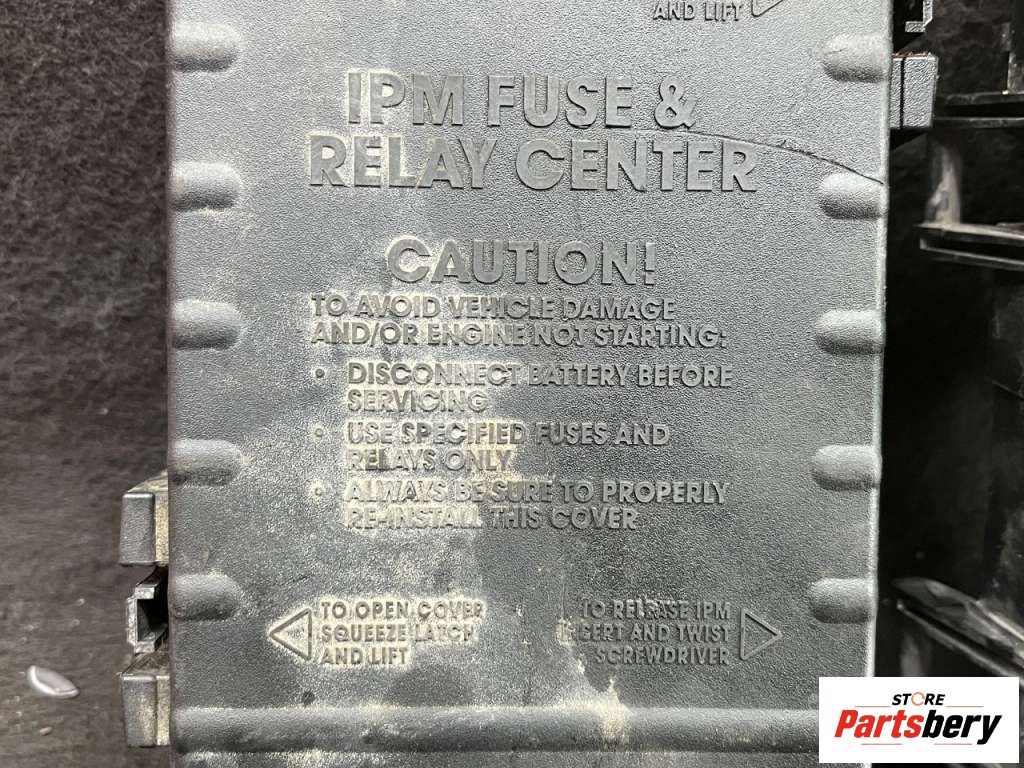 AND LIFT
IPM FUSE &
RELAY CENTER
CAUTION!
TO AVOID VEHICLE DAMAGE
AND/OR ENGINE NOT STARTING:
• DISCONNECT BATTERY BEFORE
SERVICING
• USE SPECIFIED FUSES AND
RELAYS ONLY
• ALWAYS BE SURE TO PROPERLY
RE-INSTALL THIS COVER
TO OPEN COVER
SQUEEZE LATCH
AND LIFT
TO RELEASE IPM
AND TWIST
SCREWDRIVER
STORE
Partsbery